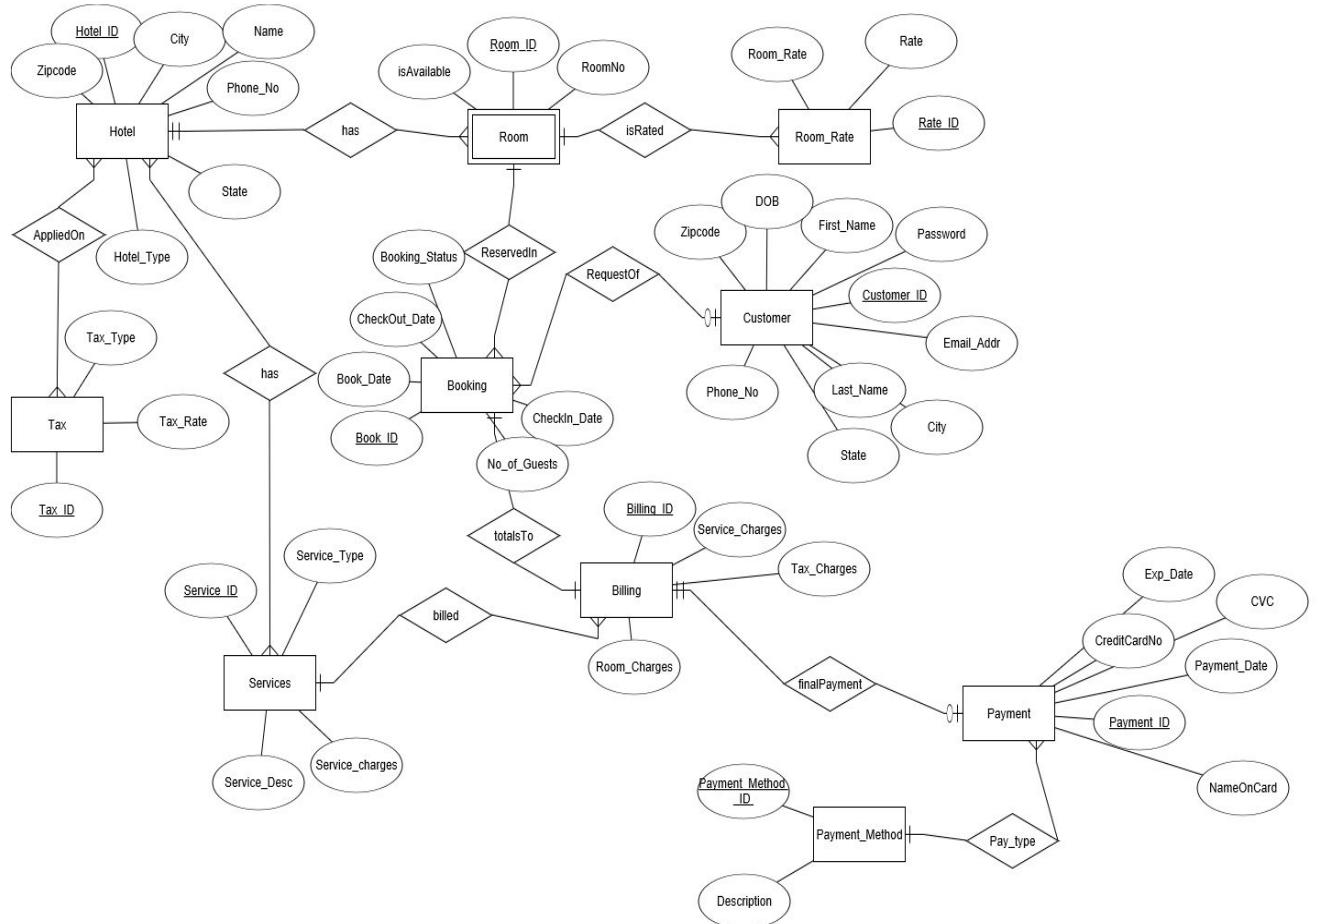 Hotel_ID
City
Name
Zipcode
Phone_No
Hotel
State
Hotel_Type
has
isAvailable
Room_ID
RoomNo
Room
isRated
Room_Rate
Rate
Rate_ID
Room_Rate
AppliedOn
Tax_Type
Tax_Rate
Tax
Tax_ID
has
ReservedIn
Booking_Status
CheckOut_Date
Book_Date
Book_ID
Booking
CheckIn_Date
No_of_Guests
RequestOf
Zipcode
DOB
First_Name
Password
Customer_ID
Customer
Email_Addr
Phone_No
Last_Name
City
State
totalsTo
Billing_ID
Service_Charges
Tax_Charges
Billing
Room_Charges
Service_ID
Service_Type
billed
Services
Service_Desc
Service_charges
finalPayment
Exp_Date
CVC
CreditCardNo
Payment_Date
Payment
Payment_ID
NameOnCard
Payment_Method
_ID
Payment_Method
Pay_type
Description